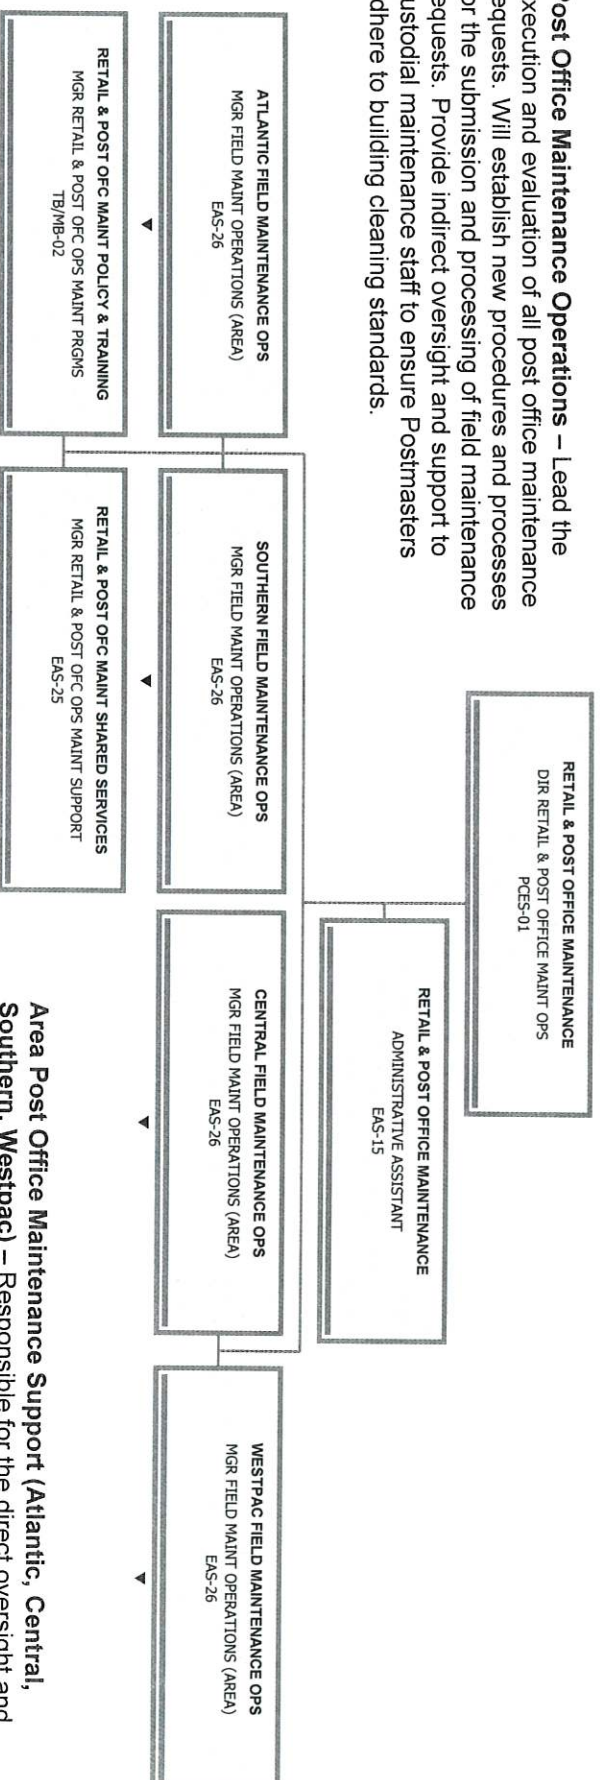 Post Office Maintenance Operations – Lead the
execution and evaluation of all post office maintenance
requests. Will establish new procedures and processes
for the submission and processing of field maintenance
requests. Provide indirect oversight and support to
custodial maintenance staff to ensure Postmasters
adhere to building cleaning standards.
RETAIL & POST OFFICE MAINTENANCE
DIR RETAIL & POST OFFICE MAINT OPS
PCES-01
RETAIL & POST OFFICE MAINTENANCE
ADMINISTRATIVE ASSISTANT
EAS-15
ATLANTIC FIELD MAINTENANCE OPS
MGR FIELD MAINT OPERATIONS (AREA)
EAS-26
SOUTHERN FIELD MAINTENANCE OPS
MGR FIELD MAINT OPERATIONS (AREA)
EAS-26
CENTRAL FIELD MAINTENANCE OPS
MGR FIELD MAINT OPERATIONS (AREA)
EAS-26
WESTPAC FIELD MAINTENANCE OPS
MGR FIELD MAINT OPERATIONS (AREA)
EAS-26
RETAIL & POST OFC MAINT POLICY & TRAINING
MGR RETAIL & POST OFC OPS MAINT PRGMS
TB/MB-02
RETAIL & POST OFC MAINT SHARED SERVICES
MGR RETAIL & POST OFC OPS MAINT SUPPORT
EAS-25
Area Post Office Maintenance Support (Atlantic, Central,
Southern, Westpac) – Responsible for the direct oversight and